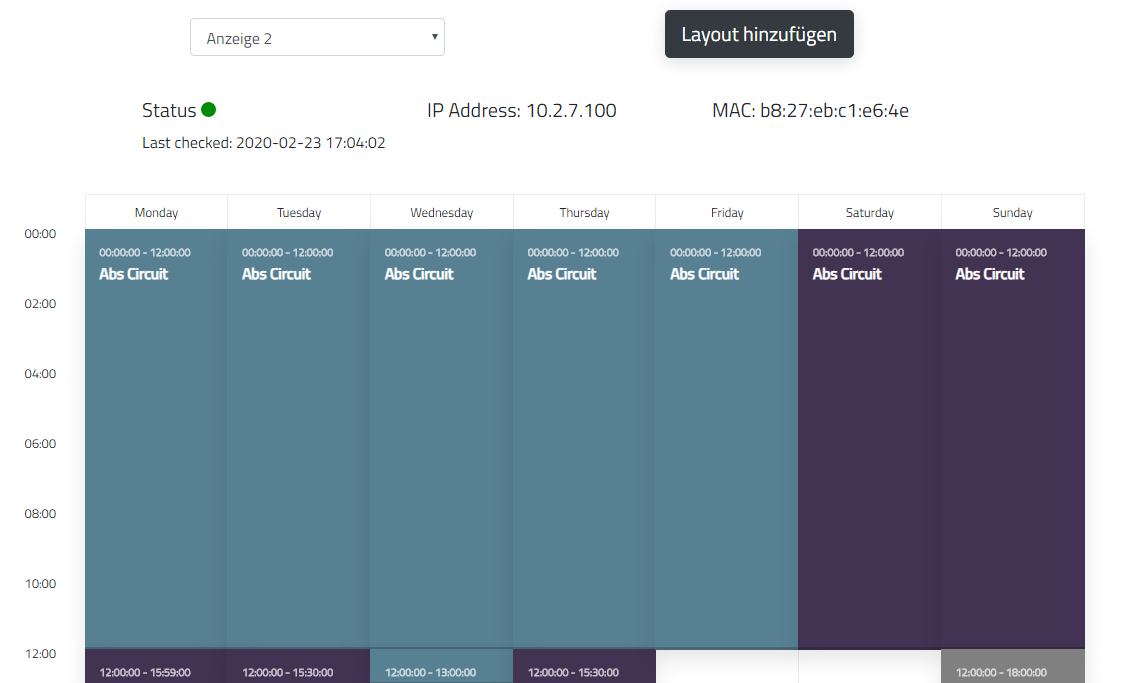 Anzeige 2
Layout hinzufügen
Status
IP Address: 10.2.7.100
MAC: b8:27:eb:c1:e6:4e
Last checked: 2020-02-23 17:04:02
Monday Tuesday Wednesday Thursday Friday Saturday Sunday
00:00
00:00:00 - 12:00:00 00:00:00 - 12:00:00 00:00:00 - 12:00:00 00:00:00 - 12:00:00 00:00:00 - 12:00:00 00:00:00 - 12:00:00 00:00:00 - 12:00:00
Abs Circuit Abs Circuit Abs Circuit Abs Circuit Abs Circuit Abs Circuit Abs Circuit
02:00
04:00
06:00
08:00
10:00
12:00
12:00:00 - 15:59:00 12:00:00 - 15:30:00 12:00:00 - 13:00:00 12:00:00 - 15:30:00 12:00:00 - 18:00:00